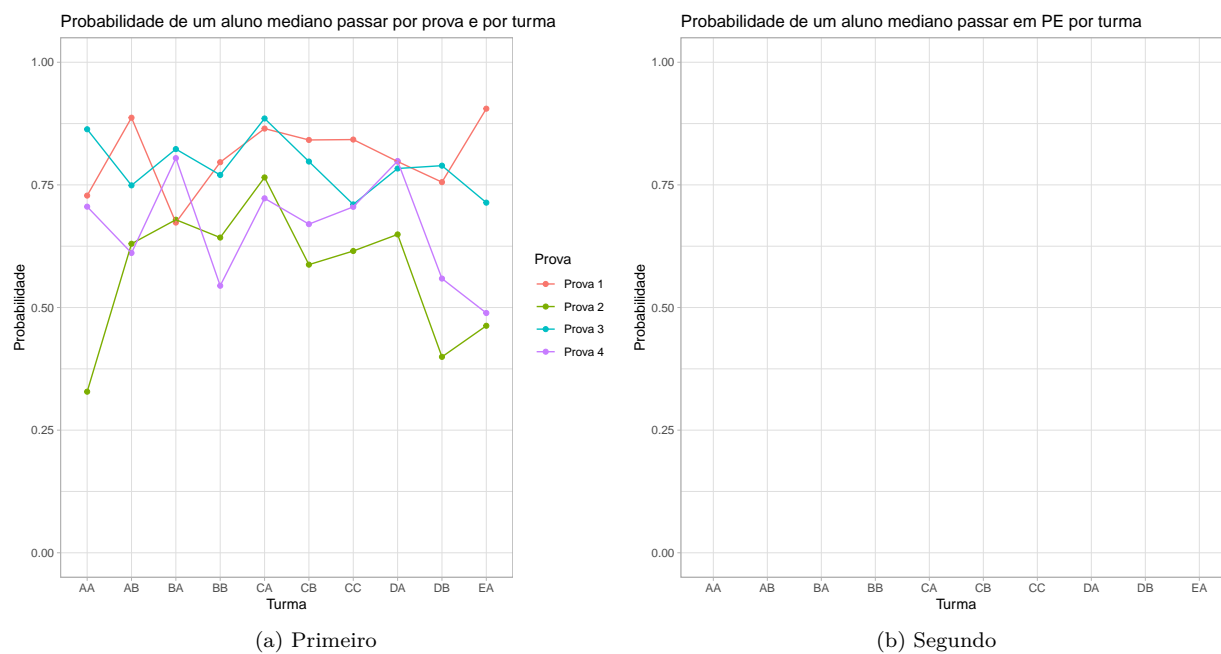 Probabilidade de um aluno mediano passar por prova e por turma
1.00
0.75
0.50
0.25
0.00
Probabilidade
AA AB BA BB CA CB CC DA DB EA
Turma
Prova
Prova 1
Prova 2
Prova 3
Prova 4
(a) Primeiro
Probabilidade de um aluno mediano passar em PE por turma
1.00
0.75
0.50
0.25
0.00
Probabilidade
AA AB BA BB CA CB CC DA DB EA
Turma
(b) Segundo